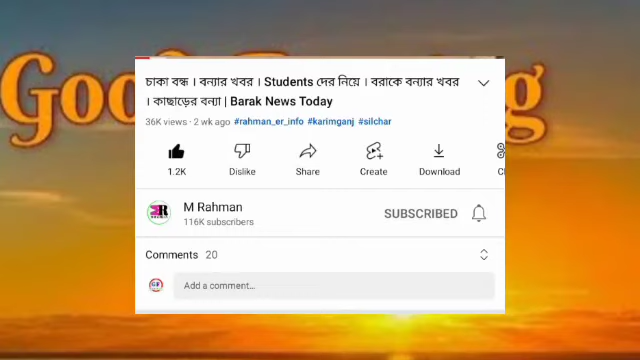 Good
চাকা বন্ধ । বন্যার খবর । Students দের নিয়ে । বরাকে বন্যার খবর
। কাছাড়ের বন্যা | Barak News Today
36K views · 2 wk ago #rahman_er_info #karimganj #silchar
1.2K Dislike Share Create Download
M Rahman
116K subscribers
SUBSCRIBED
Comments 20
Add a comment...